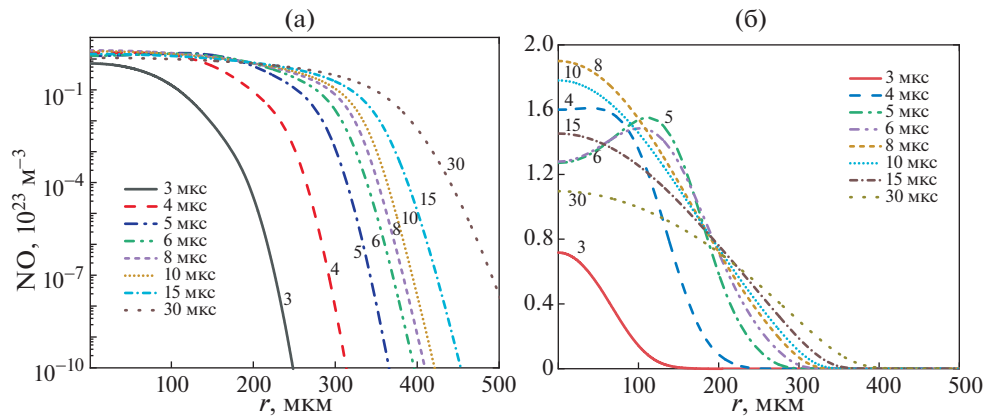 (а)
NO, 10²³ м⁻³
10⁻¹
10⁻⁴
10⁻⁷
10⁻¹⁰
3 мкс
4 мкс
5 мкс
6 мкс
8 мкс
10 мкс
15 мкс
30 мкс
3
4
5
6
8
10
15
30
100
200
300
400
500
r, мкм
(б)
2.0
1.6
1.2
0.8
0.4
0
10
8
4
5
15
6
30
3
3 мкс
4 мкс
5 мкс
6 мкс
8 мкс
10 мкс
15 мкс
30 мкс
100
200
300
400
500
r, мкм